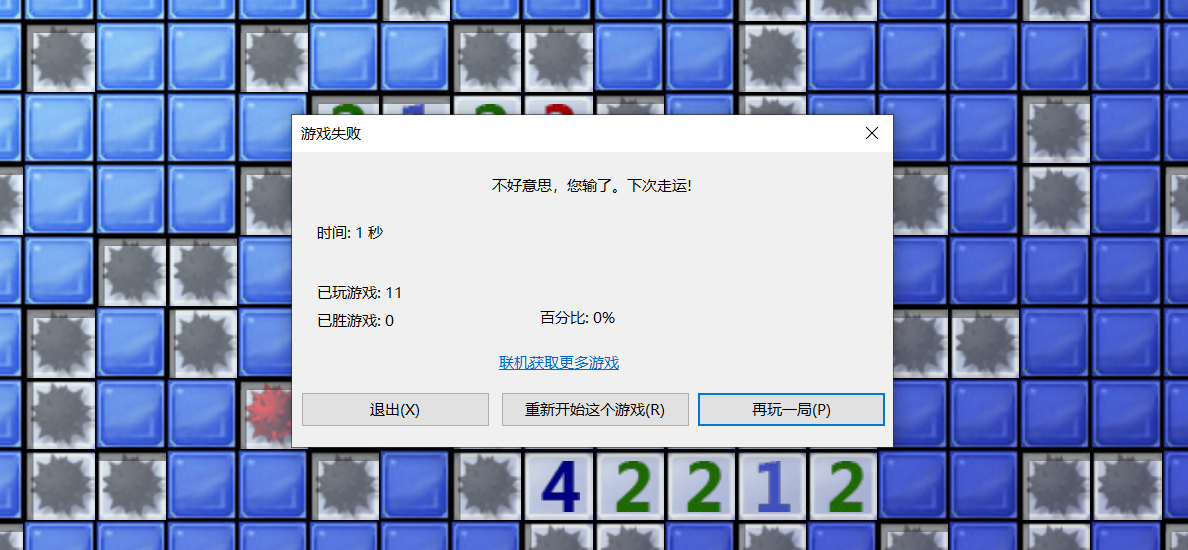 游戏失败
不好意思，您输了。下次走运!
时间: 1 秒
已玩游戏: 11
已胜游戏: 0
百分比: 0%
联机获取更多游戏
退出(X) 重新开始这个游戏(R) 再玩一局(P)
4 2 2 1 2